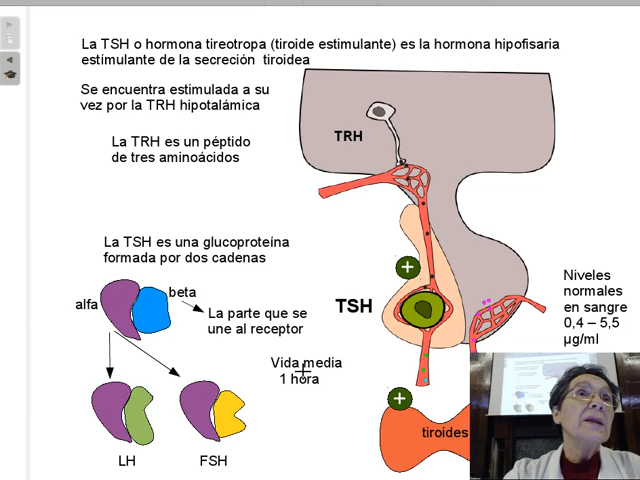 La TSH o hormona tireotropa (tiroide estimulante) es la hormona hipofisaria
estímulante de la secreción tiroidea
Se encuentra estimulada a su
vez por la TRH hipotalámica
TRH
La TRH es un péptido
de tres aminoácidos
La TSH es una glucoproteína
formada por dos cadenas
alfa
beta
La parte que se
une al receptor
TSH
Niveles
normales
en sangre
0,4 – 5,5
µg/ml
Vida media
1 hora
tiroides
LH
FSH